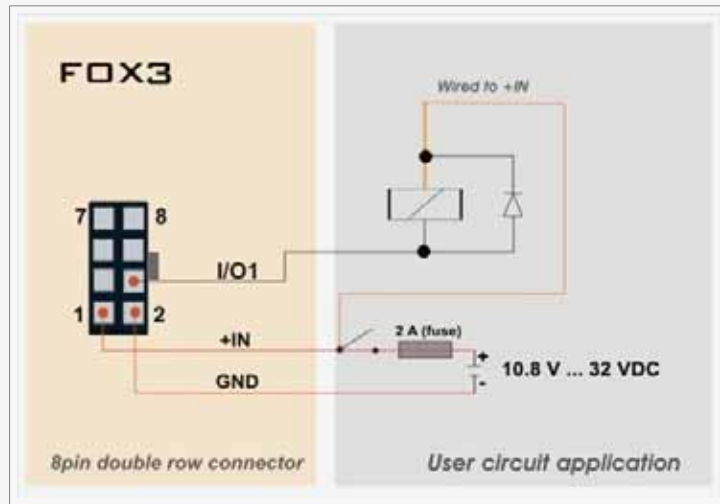 FOX3
Wired to +IN
7
8
I/O1
1
2
2 A (fuse)
+IN
+
10.8 V ... 32 VDC
-
GND
8pin double row connector
User circuit application